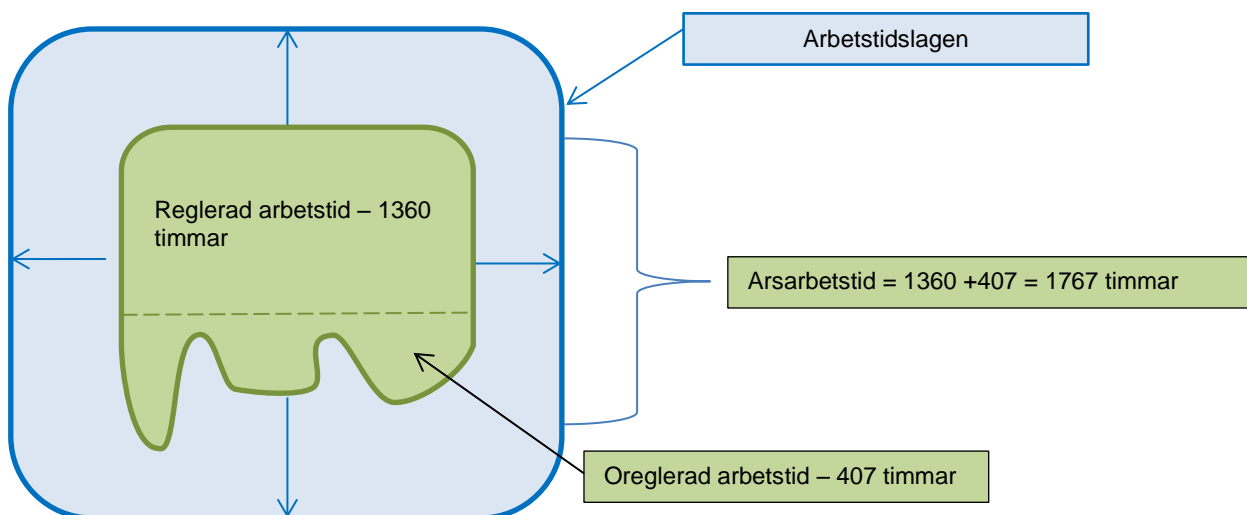 Arbetstidslagen
Reglerad arbetstid – 1360
timmar
Arsarbetstid = 1360 +407 = 1767 timmar
Oreglerad arbetstid – 407 timmar